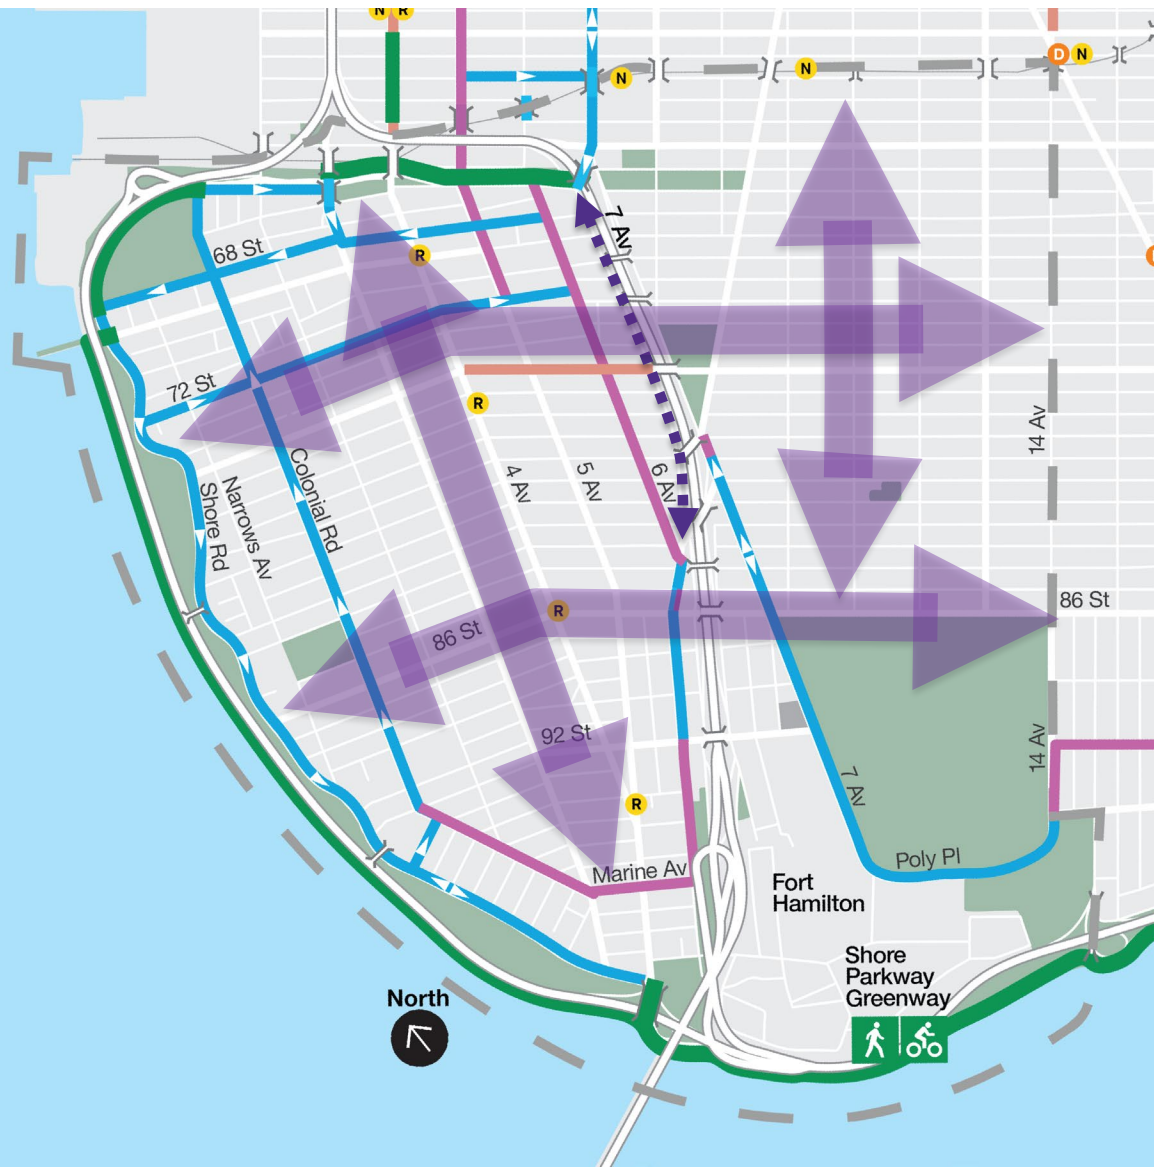 N R
N
N
D N
7 Av
68 St
R
72 St
R
14 Av
Colonial Rd
4 Av
5 Av
6 Av
Narrows Av
Shore Rd
86 St
R
86 St
92 St
14 Av
7 Av
R
Poly Pl
Marine Av
Fort
Hamilton
Shore
Parkway
Greenway
North